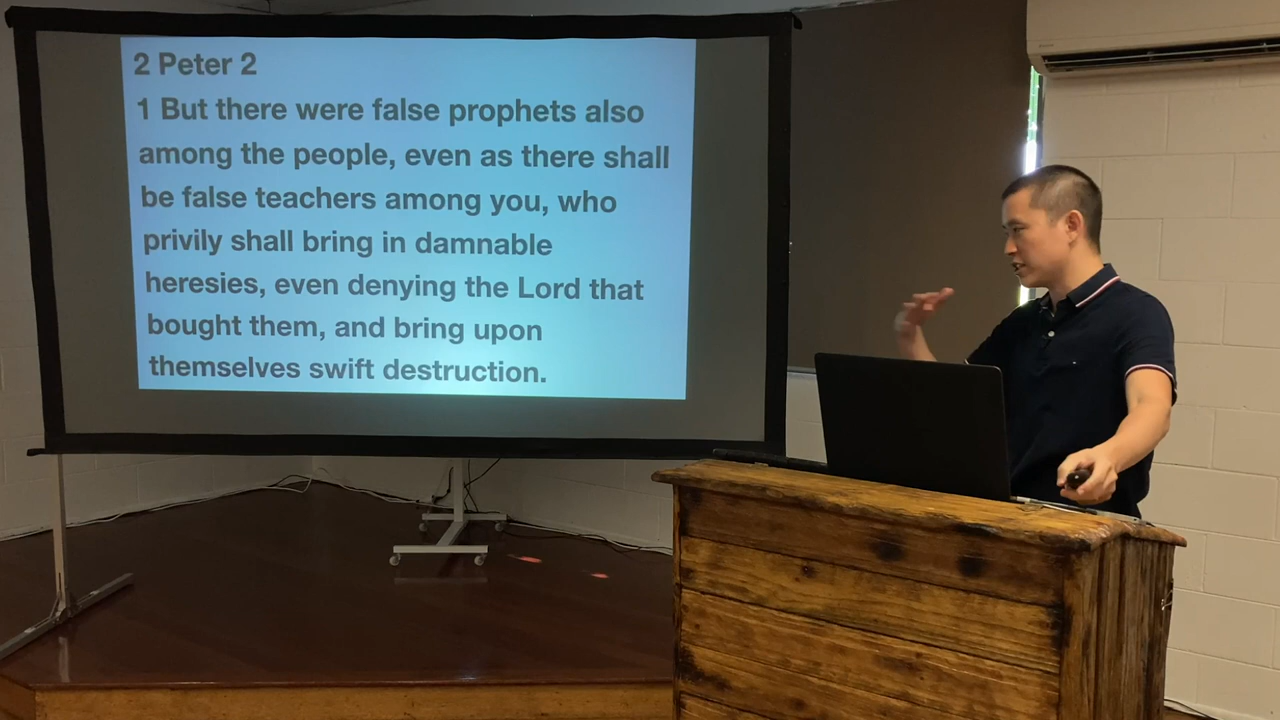 2 Peter 2
1 But there were false prophets also
among the people, even as there shall
be false teachers among you, who
privily shall bring in damnable
heresies, even denying the Lord that
bought them, and bring upon
themselves swift destruction.